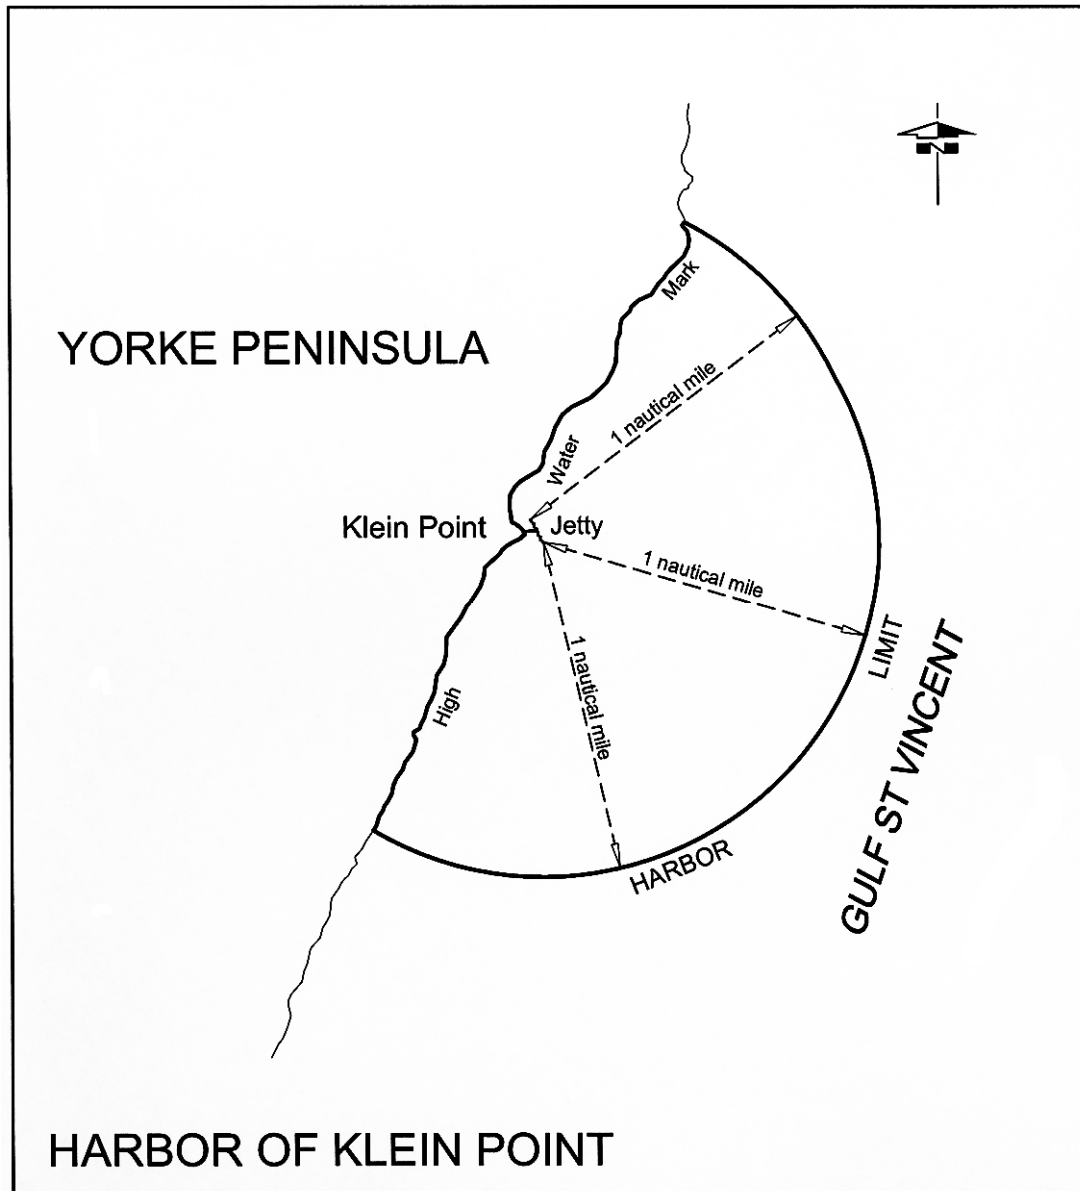 N
Mark
YORKE PENINSULA
1 nautical mile
Water
Klein Point
Jetty
1 nautical mile
LIMIT
1 nautical mile
High
GULF ST VINCENT
HARBOR
HARBOR OF KLEIN POINT